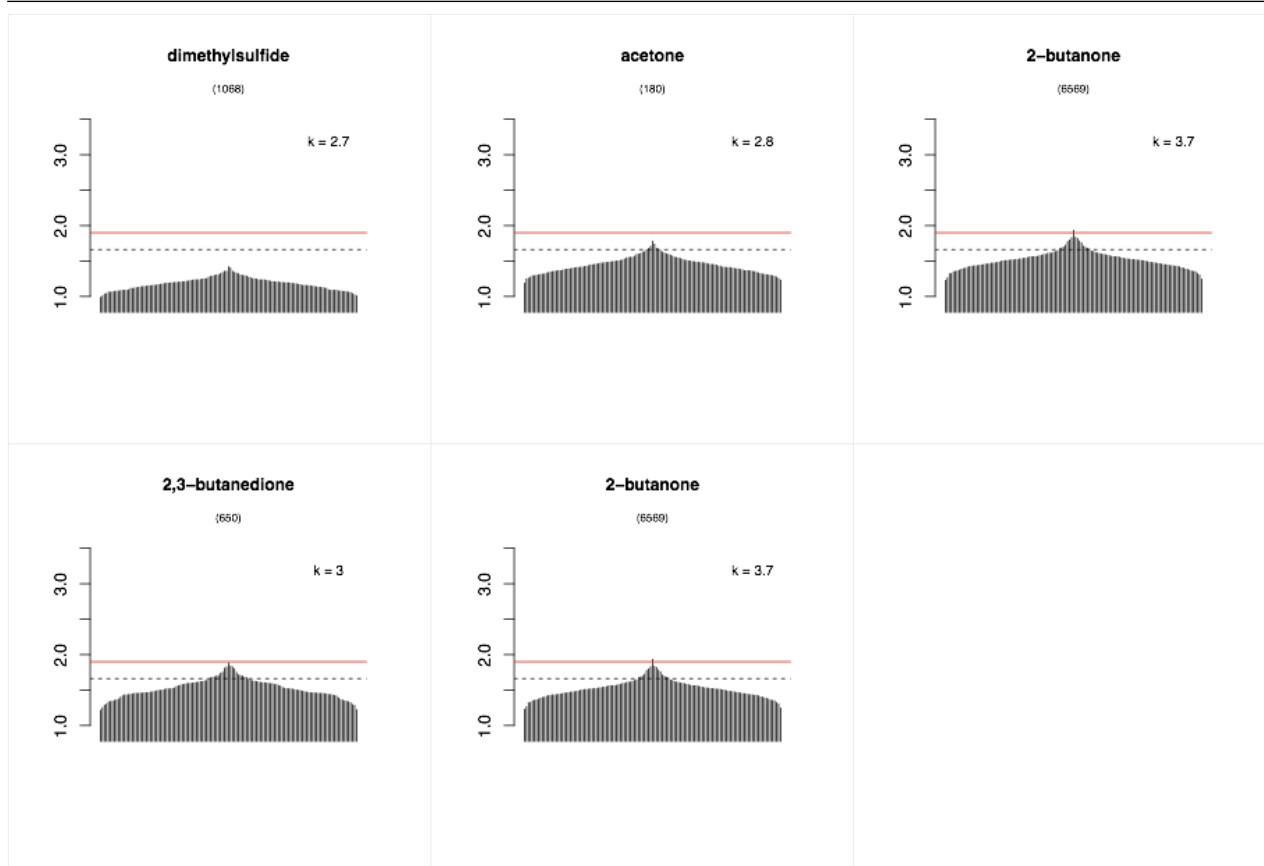 dimethylsulfide
(1068)
k = 2.7
3.0
2.0
1.0
acetone
(180)
k = 2.8
3.0
2.0
1.0
2−butanone
(6569)
k = 3.7
3.0
2.0
1.0
2,3−butanedione
(650)
k = 3
3.0
2.0
1.0
2−butanone
(6569)
k = 3.7
3.0
2.0
1.0